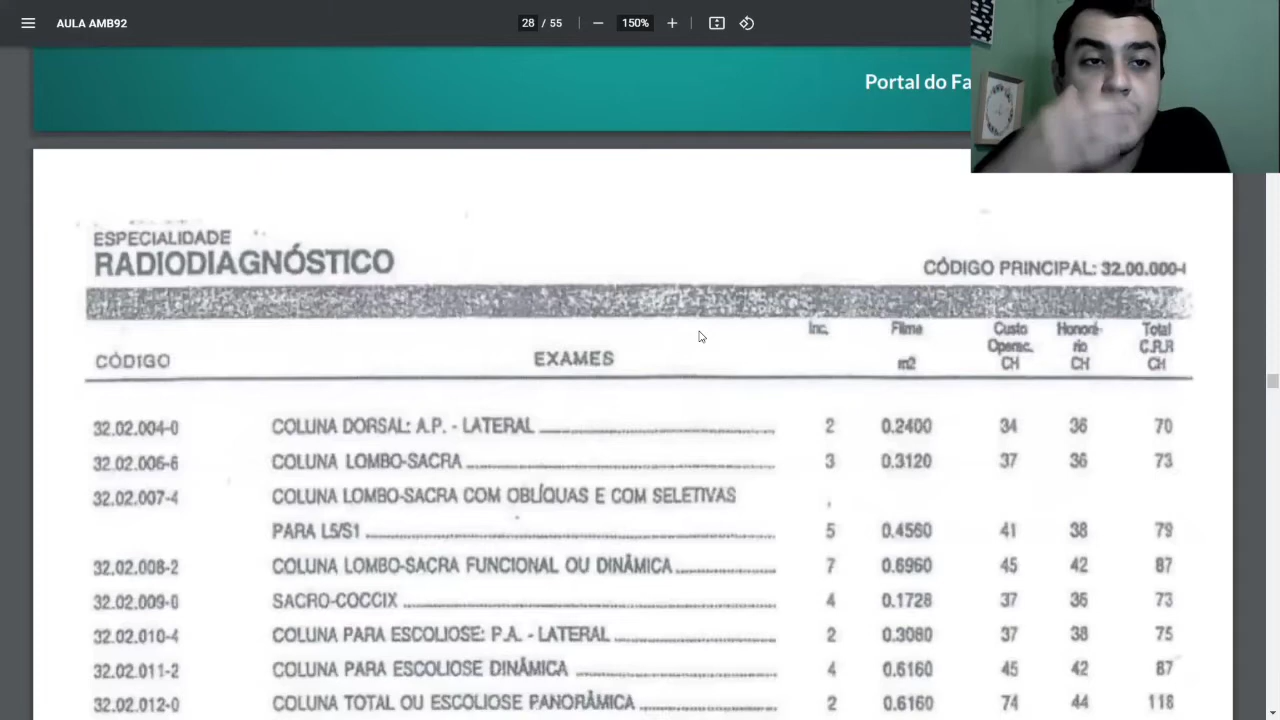 AULA AMB92
28 / 55
150%
Portal do Fa
ESPECIALIDADE
RADIODIAGNÓSTICO
CÓDIGO PRINCIPAL: 32.00.000-
CÓDIGO EXAMES Inc. Filme m2 Custo Operac. CH Honorá-rio CH Total C.R.R CH
32.02.004-0 COLUNA DORSAL: A.P. - LATERAL 2 0.2400 34 36 70
32.02.006-6 COLUNA LOMBO-SACRA 3 0.3120 37 36 73
32.02.007-4 COLUNA LOMBO-SACRA COM OBLÍQUAS E COM SELETIVAS
PARA L5/S1 5 0.4560 41 38 79
32.02.008-2 COLUNA LOMBO-SACRA FUNCIONAL OU DINÂMICA 7 0.6960 45 42 87
32.02.009-0 SACRO-COCCIX 4 0.1728 37 36 73
32.02.010-4 COLUNA PARA ESCOLIOSE: P.A. - LATERAL 2 0.3080 37 38 75
32.02.011-2 COLUNA PARA ESCOLIOSE DINÂMICA 4 0.6160 45 42 87
32.02.012-0 COLUNA TOTAL OU ESCOLIOSE PANORÂMICA 2 0.6160 74 44 118